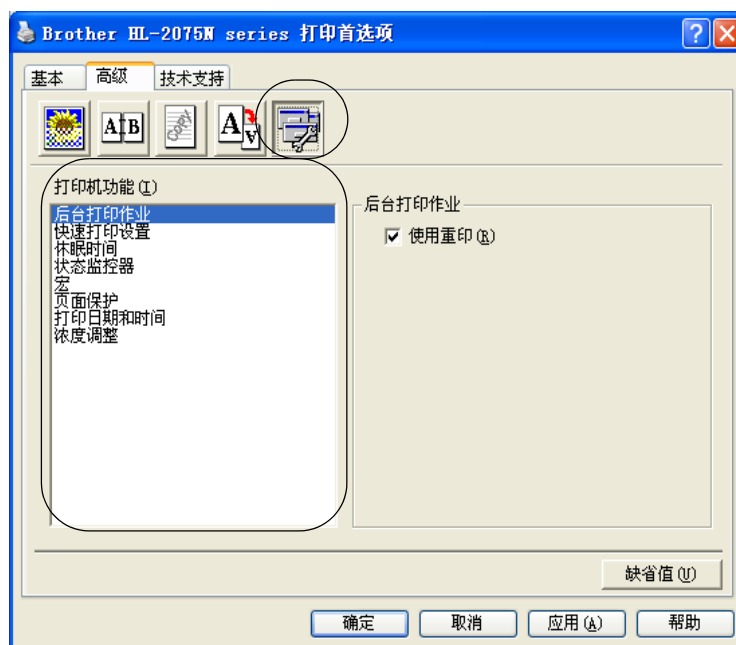 Brother HL-2075N series 打印首选项
基本 高级 技术支持
A B Copy A A
打印机功能(I)
后台打印作业
快速打印设置
休眠时间
状态监控器
宏
页面保护
打印日期和时间
浓度调整
后台打印作业
使用重印(R)
缺省值(U)
确定 取消 应用(A) 帮助